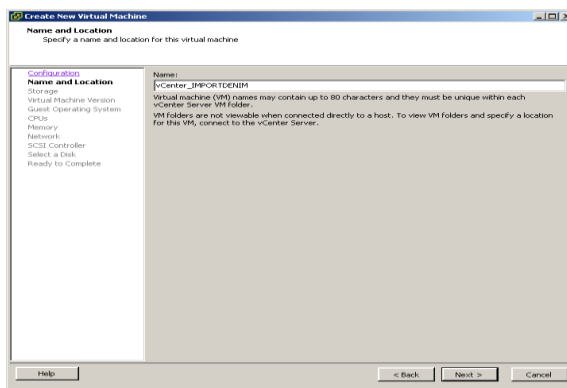 Create New Virtual Machine
Name and Location
Specify a name and location for this virtual machine
Configuration
Name and Location
Storage
Virtual Machine Version
Guest Operating System
CPUs
Memory
Network
SCSI Controller
Select a Disk
Ready to Complete
Name:
vCenter_IMPORTDENIM
Virtual machine (VM) names may contain up to 80 characters and they must be unique within each
vCenter Server VM folder.
VM folders are not viewable when connected directly to a host. To view VM folders and specify a location
for this VM, connect to the vCenter Server.
Help
< Back
Next >
Cancel